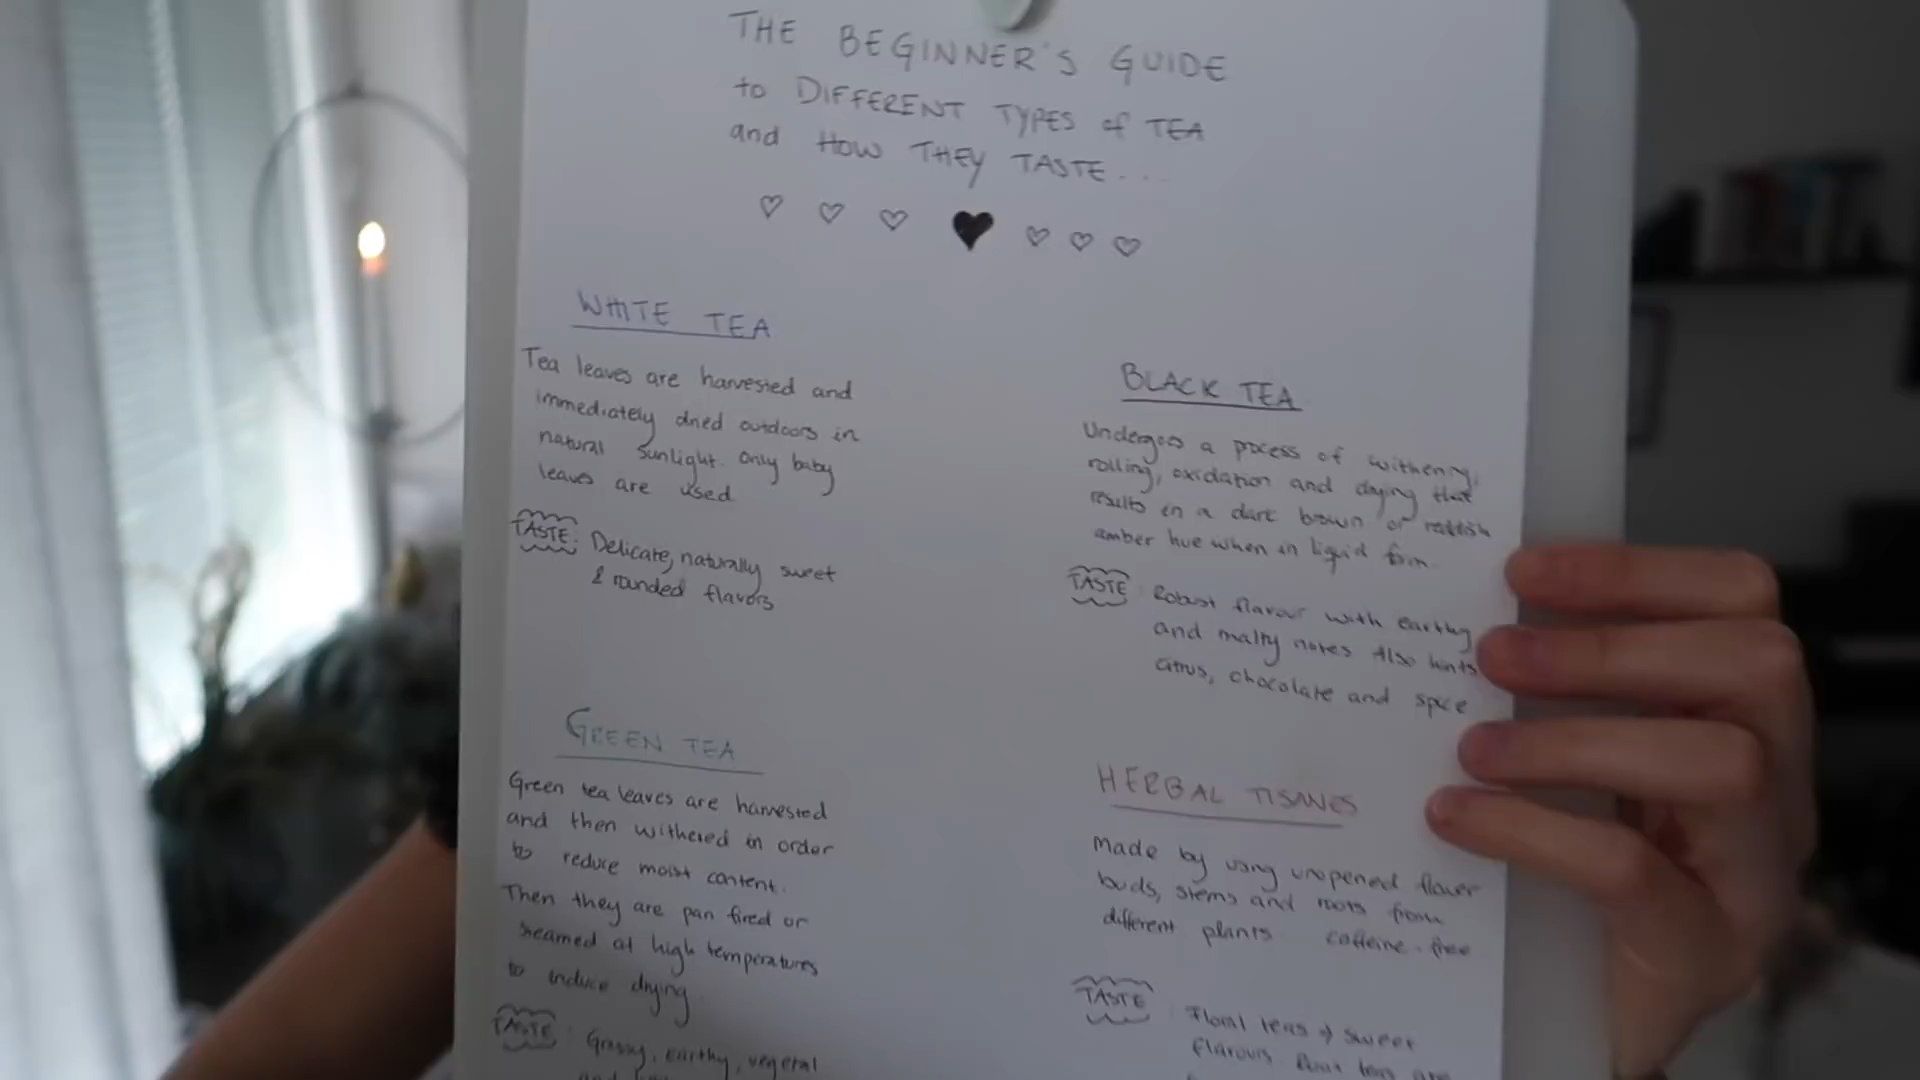 THE BEGINNER'S GUIDE
to DIFFERENT TYPES of TEA
and HOW THEY TASTE...
WHITE TEA
Tea leaves are harvested and
immediately dried outdoors in
natural sunlight. Only baby
leaves are used
TASTE: Delicate, naturally sweet
& rounded flavors
GREEN TEA
Green tea leaves are harvested
and then withered in order
to reduce moist content.
Then they are pan fired or
steamed at high temperatures
to induce drying
TASTE: Grassy, earthy, vegetal
BLACK TEA
Undergoes a process of withering,
rolling, oxidation and drying that
results in a dark brown or reddish
amber hue when in liquid form.
TASTE: Robust flavour with earthy
and malty notes Also hints
citrus, chocolate and spice
HERBAL TISANES
Made by using unopened flower
buds, stems and roots from
different plants caffeine-free
TASTE: Floral teas → sweet
flavours. Fruit teas are